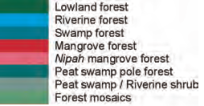 Lowland forest
Riverine forest
Swamp forest
Mangrove forest
Nipah mangrove forest
Peat swamp pole forest
Peat swamp / Riverine shrub
Forest mosaics